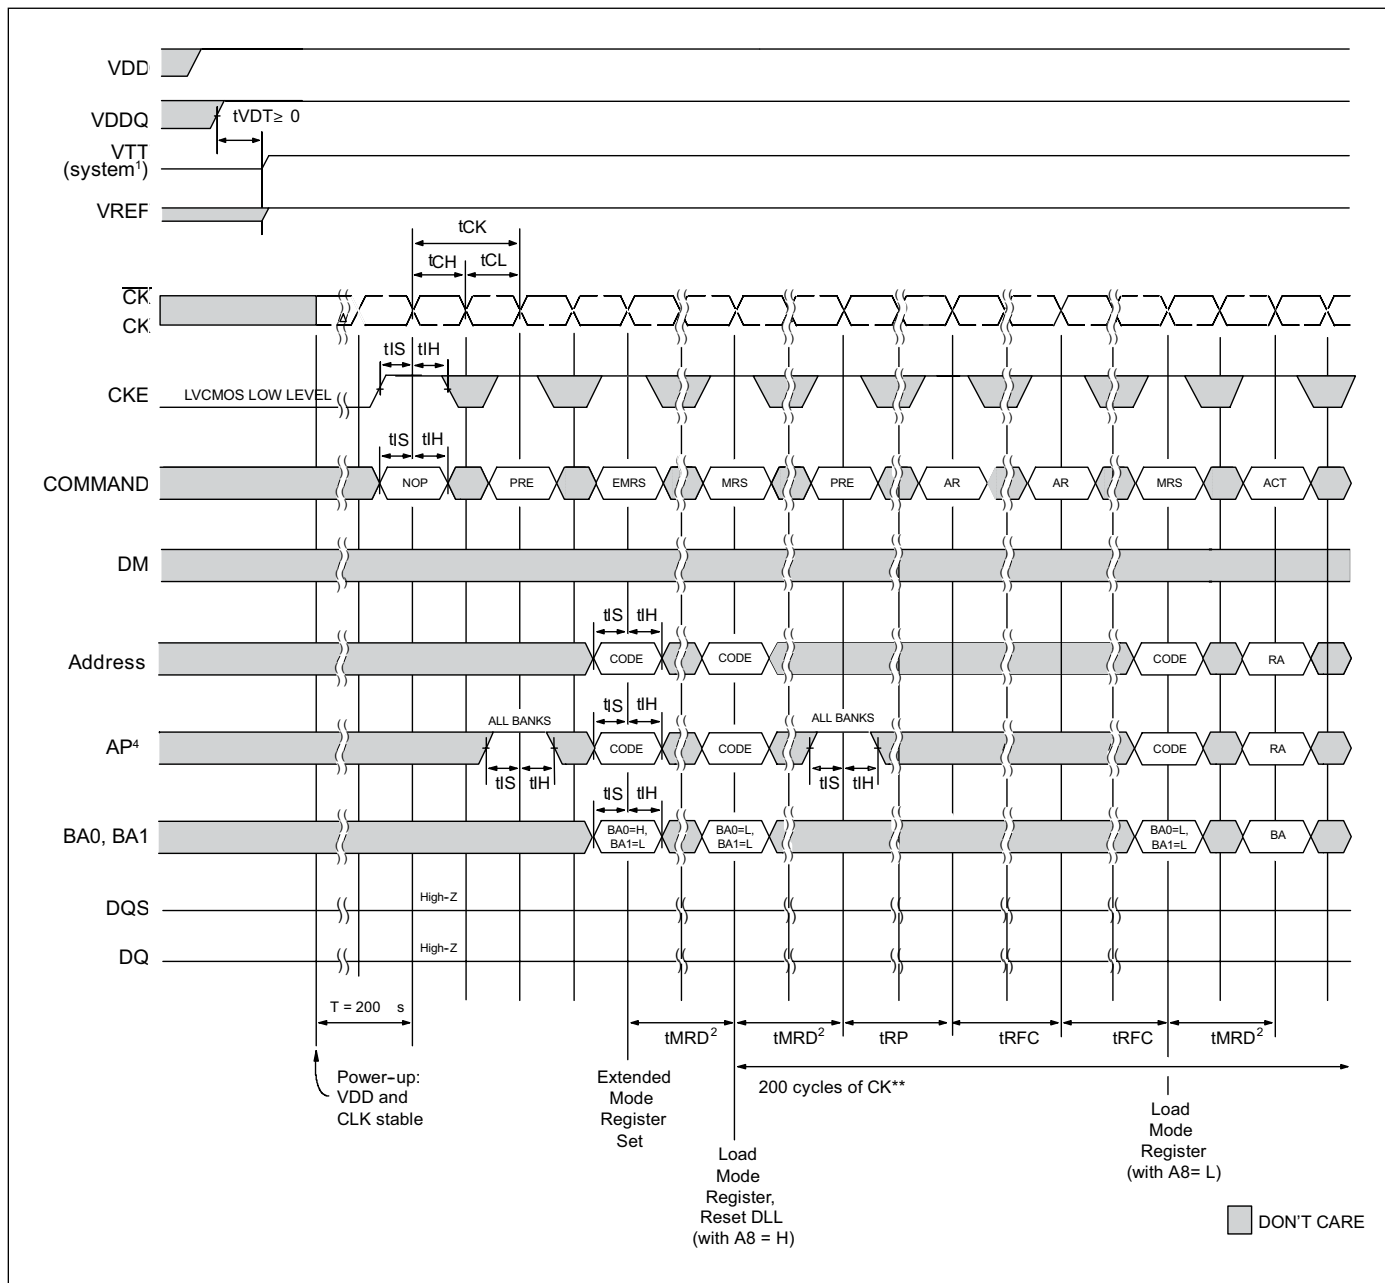 VDD
VDDQ
tVDT≥ 0
VTT
(system¹)
VREF
tCK
tCH
tCL
CK
CK
tIS
tIH
CKE
LVCMOS LOW LEVEL
tIS
tIH
COMMAND
NOP
PRE
EMRS
MRS
PRE
AR
AR
MRS
ACT
DM
tIS
tIH
Address
CODE
CODE
CODE
RA
ALL BANKS
tIS
tIH
ALL BANKS
AP⁴
CODE
CODE
CODE
RA
tIS
tIH
tIS
tIH
tIS
tIH
BA0, BA1
BA0=H,
BA1=L
BA0=L,
BA1=L
BA0=L,
BA1=L
BA
DQS
High-Z
DQ
High-Z
T = 200 s
tMRD²
tMRD²
tRP
tRFC
tRFC
tMRD²
Power-up:
VDD and
CLK stable
Extended
Mode
Register
Set
200 cycles of CK**
Load
Mode
Register,
Reset DLL
(with A8 = H)
Load
Mode
Register
(with A8= L)
DON'T CARE